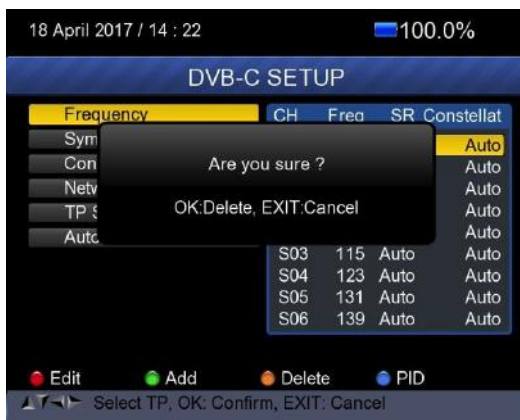 18 April 2017 / 14 : 22 100.0%
DVB-C SETUP
Frequency
Sym
Con
Netw
TP S
Auto
CH Freq SR Constellat
Auto
Auto
Auto
Auto
Auto
S03 115 Auto Auto
S04 123 Auto Auto
S05 131 Auto Auto
S06 139 Auto Auto
Are you sure ?
OK:Delete, EXIT:Cancel
Edit Add Delete PID
Select TP, OK: Confirm, EXIT: Cancel